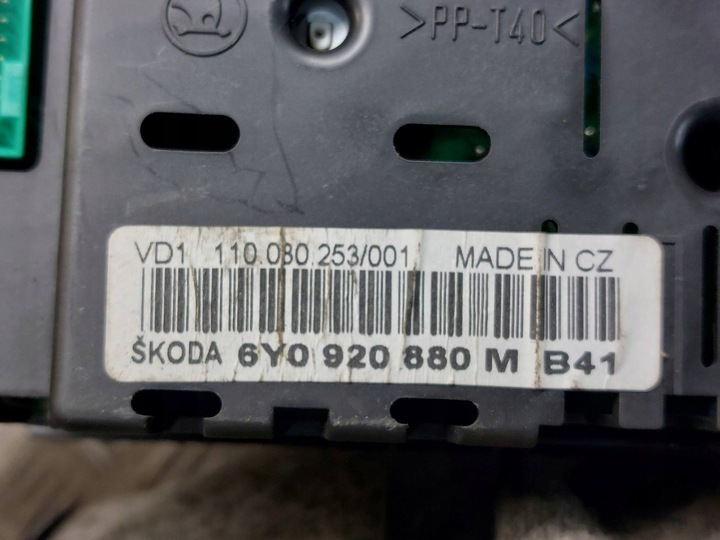 >PP-T40<
VD1 110.080.253/001 MADE IN CZ
ŠKODA 6Y0 920 880 M B41